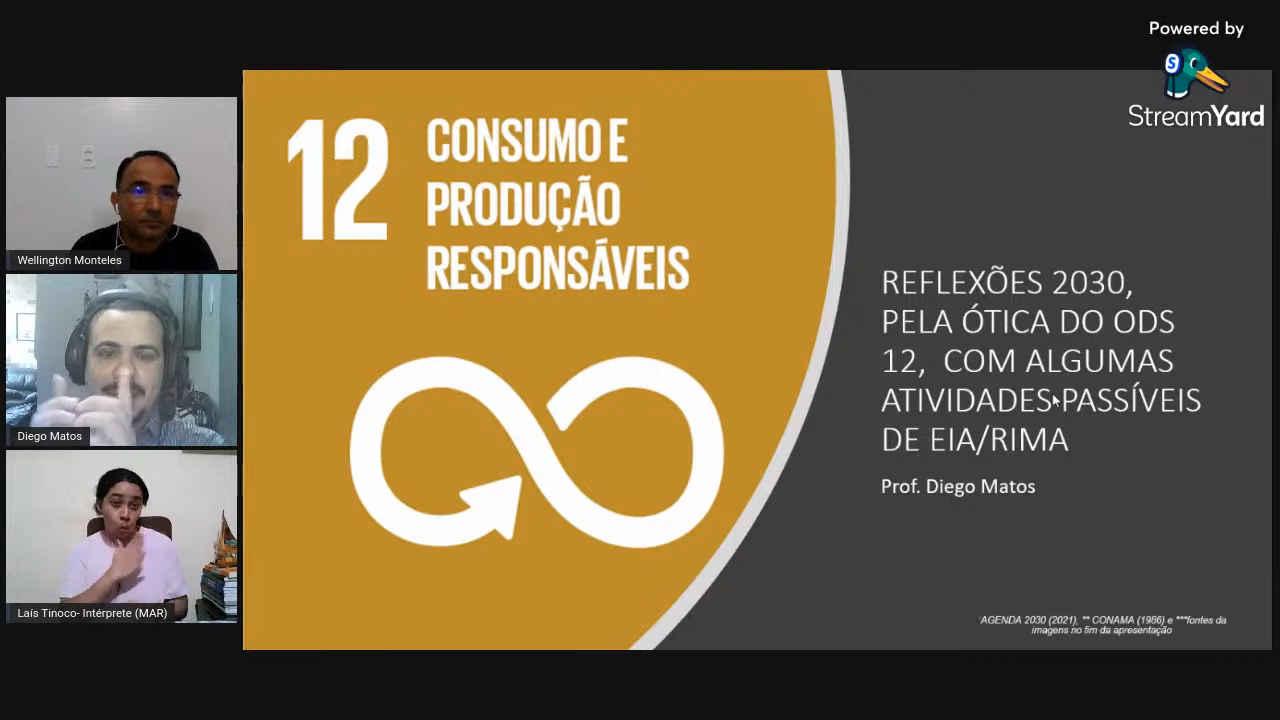 Powered by
StreamYard
Wellington Monteles
Diego Matos
Laís Tinoco- Intérprete (MAR)
12
CONSUMO E
PRODUÇÃO
RESPONSÁVEIS
REFLEXÕES 2030,
PELA ÓTICA DO ODS
12, COM ALGUMAS
ATIVIDADES PASSÍVEIS
DE EIA/RIMA
Prof. Diego Matos
AGENDA 2030 (2021), ** CONAMA (1986) e ***fontes da
imagens no fim da apresentação